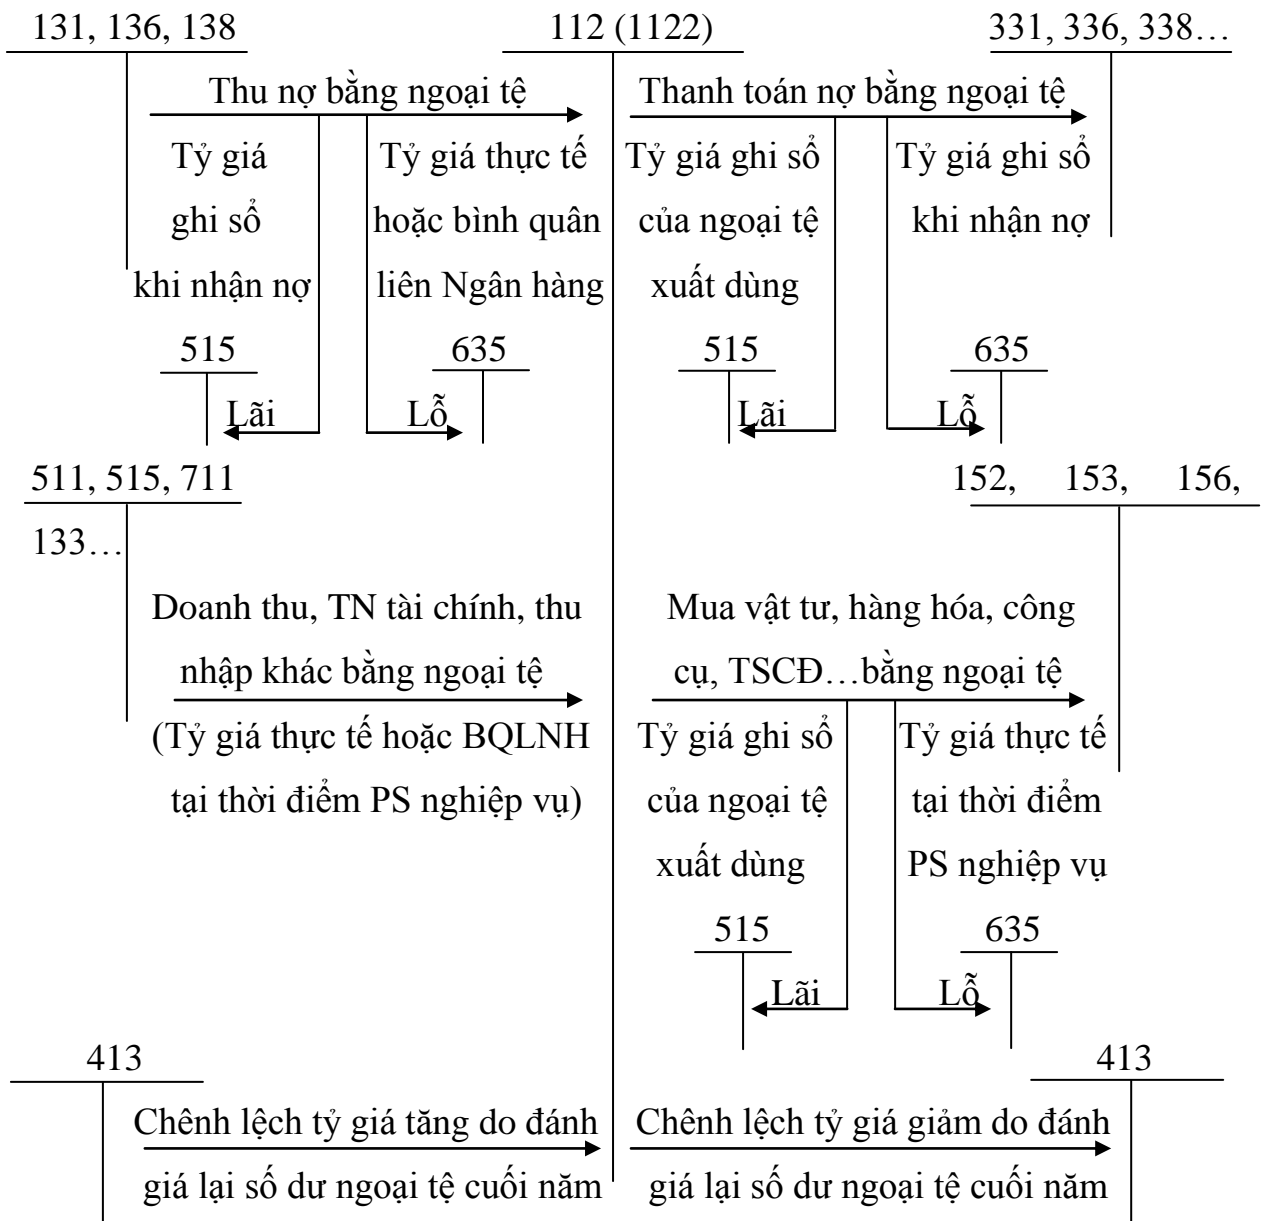 131, 136, 138
112 (1122)
331, 336, 338…
Thu nợ bằng ngoại tệ
Thanh toán nợ bằng ngoại tệ
Tỷ giá
ghi sổ
khi nhận nợ
Tỷ giá thực tế
hoặc bình quân
liên Ngân hàng
Tỷ giá ghi sổ
của ngoại tệ
xuất dùng
Tỷ giá ghi sổ
khi nhận nợ
515
635
515
635
Lãi
Lỗ
Lãi
Lỗ
511, 515, 711
133…
152, 153, 156,
Doanh thu, TN tài chính, thu
nhập khác bằng ngoại tệ
(Tỷ giá thực tế hoặc BQLNH
tại thời điểm PS nghiệp vụ)
Mua vật tư, hàng hóa, công
cụ, TSCĐ…bằng ngoại tệ
Tỷ giá ghi sổ
của ngoại tệ
xuất dùng
Tỷ giá thực tế
tại thời điểm
PS nghiệp vụ
515
635
Lãi
Lỗ
413
413
Chênh lệch tỷ giá tăng do đánh
giá lại số dư ngoại tệ cuối năm
Chênh lệch tỷ giá giảm do đánh
giá lại số dư ngoại tệ cuối năm